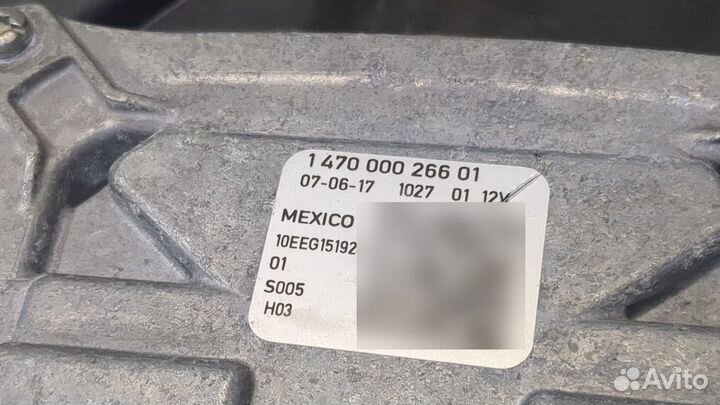 1 470 000 266 01
07-06-17 1027 01 12V
MEXICO
10EEG15192
01
S005
H03
Avito